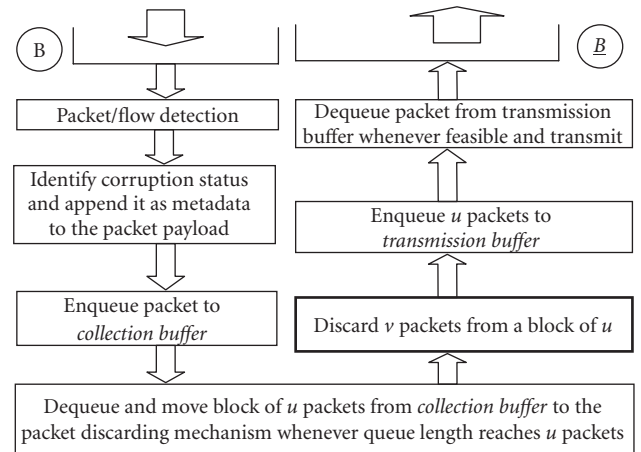 B
Packet/flow detection
Identify corruption status
and append it as metadata
to the packet payload
Enqueue packet to
collection buffer
Dequeue and move block of u packets from collection buffer to the
packet discarding mechanism whenever queue length reaches u packets
Discard v packets from a block of u
Enqueue u packets to
transmission buffer
Dequeue packet from transmission
buffer whenever feasible and transmit
B